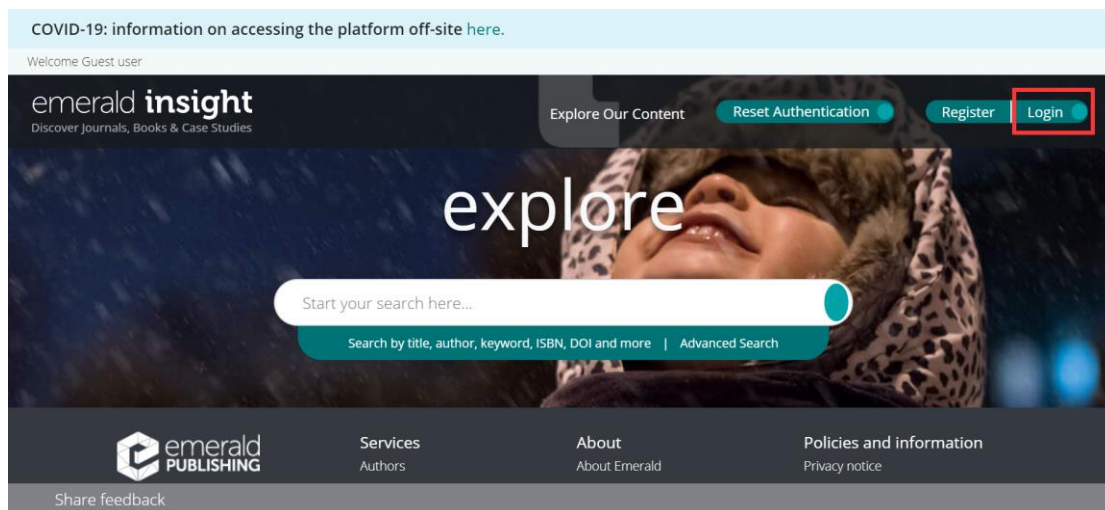 COVID-19: information on accessing the platform off-site here.
Welcome Guest user
emerald insight
Discover Journals, Books & Case Studies
Explore Our Content
Reset Authentication
Register
Login
explore
Start your search here...
Search by title, author, keyword, ISBN, DOI and more | Advanced Search
emerald
PUBLISHING
Services
Authors
About
About Emerald
Policies and information
Privacy notice
Share feedback